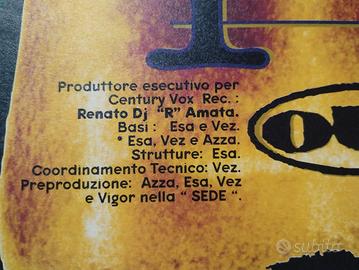 Produttore esecutivo per
Century Vox Rec. :
Renato Dj "R" Amata.
Basi : Esa e Vez.
* Esa, Vez e Azza.
Strutture: Esa.
Coordinamento Tecnico: Vez.
Preproduzione: Azza, Esa, Vez
e Vigor nella " SEDE ".
subito